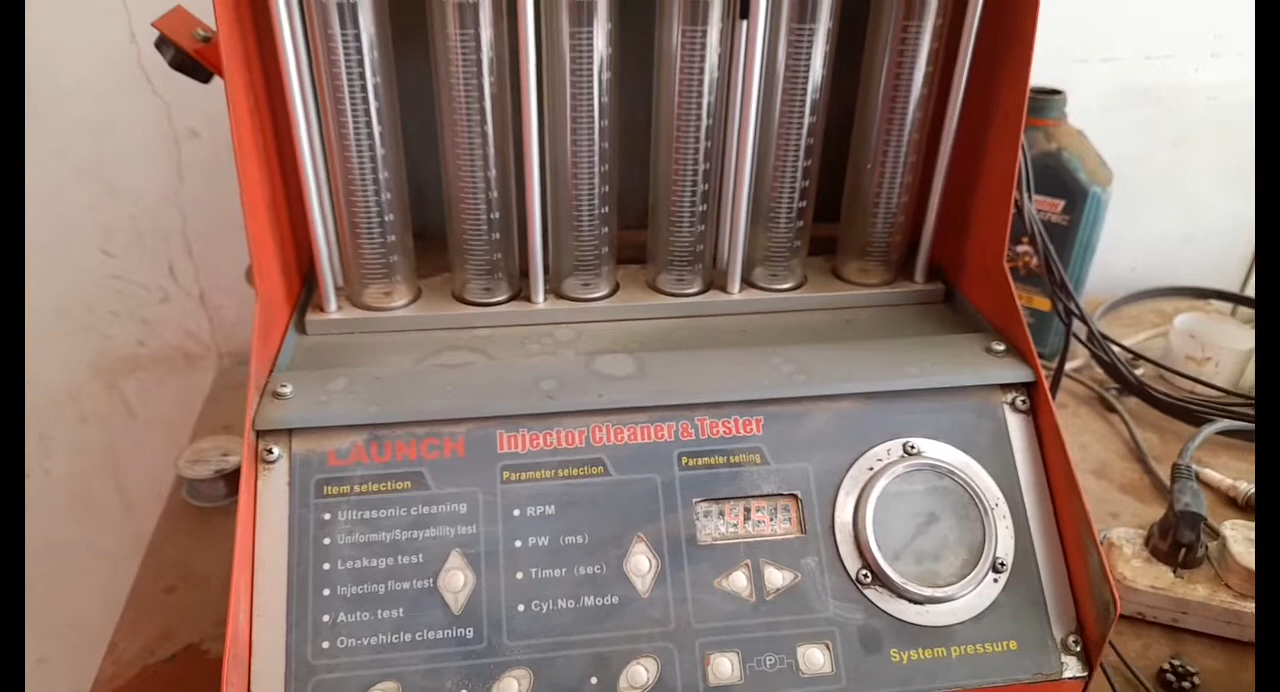 LAUNCH
Injector Cleaner & Tester
Item selection
Ultrasonic cleaning
Uniformity/Sprayability test
Leakage test
Injecting flow test
Auto. test
On-vehicle cleaning
Parameter selection
RPM
PW (ms)
Timer (sec)
Cyl.No./Mode
Parameter setting
P
System pressure